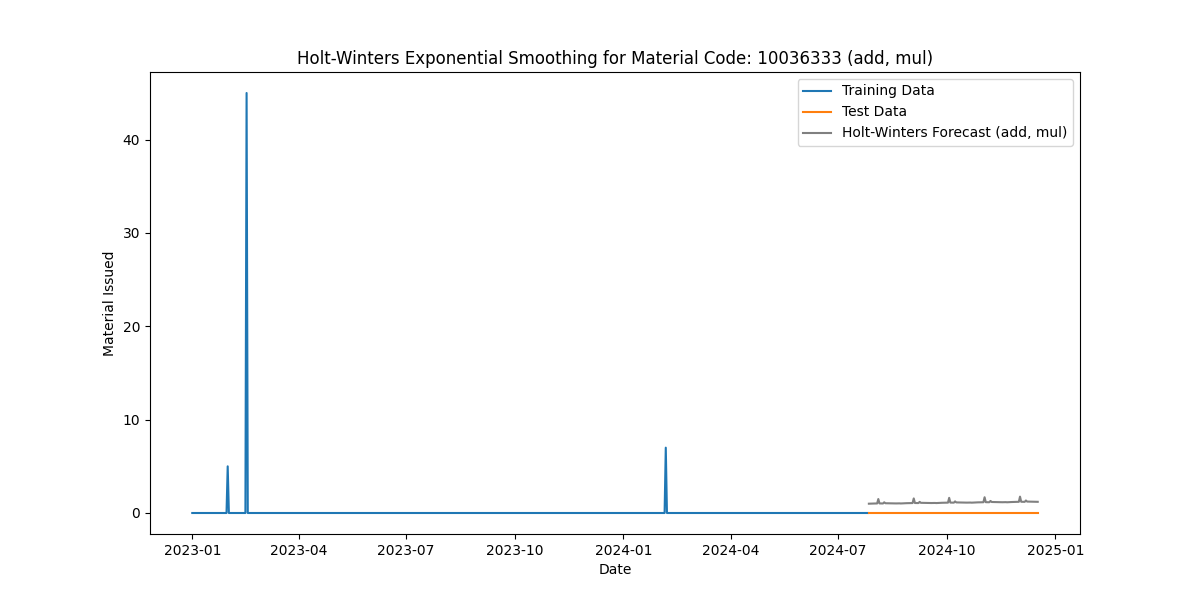 Holt-Winters Exponential Smoothing for Material Code: 10036333 (add, mul)
Training Data
Test Data
Holt-Winters Forecast (add, mul)
Material Issued
40
30
20
10
0
2023-01 2023-04 2023-07 2023-10 2024-01 2024-04 2024-07 2024-10 2025-01
Date